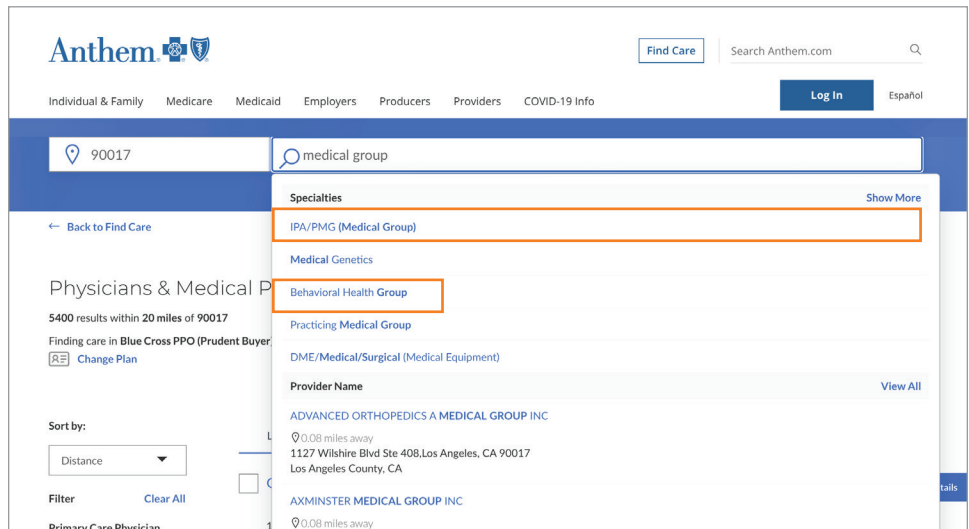 Anthem
Find Care
Search Anthem.com
Individual & Family Medicare Medicaid Employers Producers Providers COVID-19 Info
Log In
Español
90017
medical group
Specialties
Show More
IPA/PMG (Medical Group)
← Back to Find Care
Medical Genetics
Physicians & Medical P
Behavioral Health Group
5400 results within 20 miles of 90017
Practicing Medical Group
Finding care in Blue Cross PPO (Prudent Buyer
Change Plan
DME/Medical/Surgical (Medical Equipment)
Provider Name
View All
ADVANCED ORTHOPEDICS A MEDICAL GROUP INC
0.08 miles away
1127 Wilshire Blvd Ste 408,Los Angeles, CA 90017
Los Angeles County, CA
Sort by:
Distance
Filter
Clear All
tails
AXMINSTER MEDICAL GROUP INC
0.08 miles away
Primary Care Physician